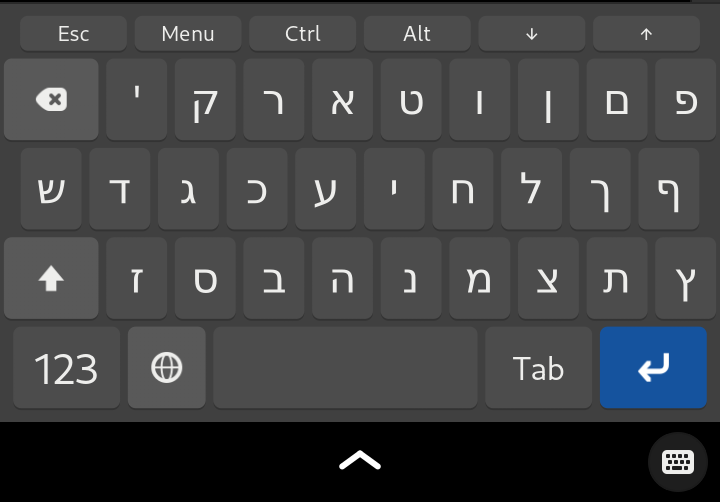 Esc Menu Ctrl Alt ↓ ↑
' ק ר א ט ו ן ם פ
ש ד ג כ ע י ח ל ך ף
ז ס ב ה נ מ צ ת ץ
123 Tab